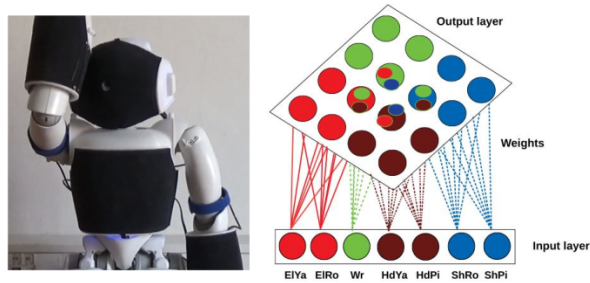 Output layer
Weights
Input layer
ElYa ElRo Wr HdYa HdPi ShRo ShPi